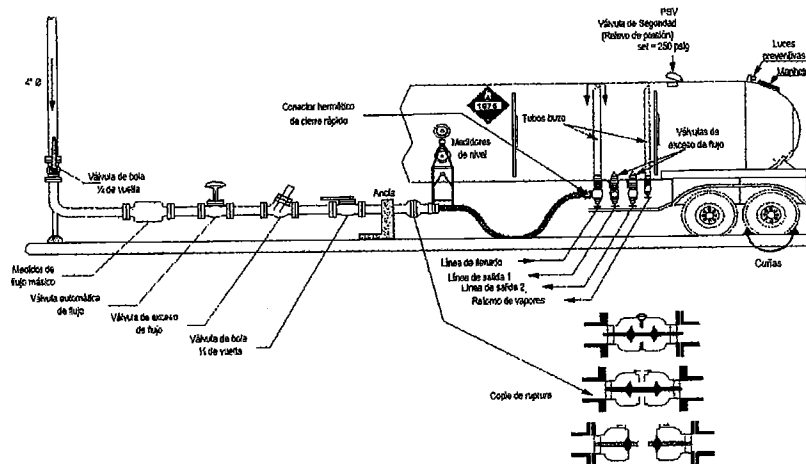 PSV
Válvula de Seguridad
(Relevo de presión)
set = 250 psig
Luces
preventivas
Manhole
4" Ø
Conector hermético
de cierre rápido
1075
Tubos buzo
Válvulas de
exceso de flujo
Medidores
de nivel
Válvula de bola
¼ de vuelta
Ancla
Línea de llenado
Línea de salida 1
Línea de salida 2
Retorno de vapores
Cuñas
Medidos de
flujo másico
Válvula automática
de flujo
Válvula de exceso
de flujo
Válvula de bola
¼ de vuelta
Cople de ruptura